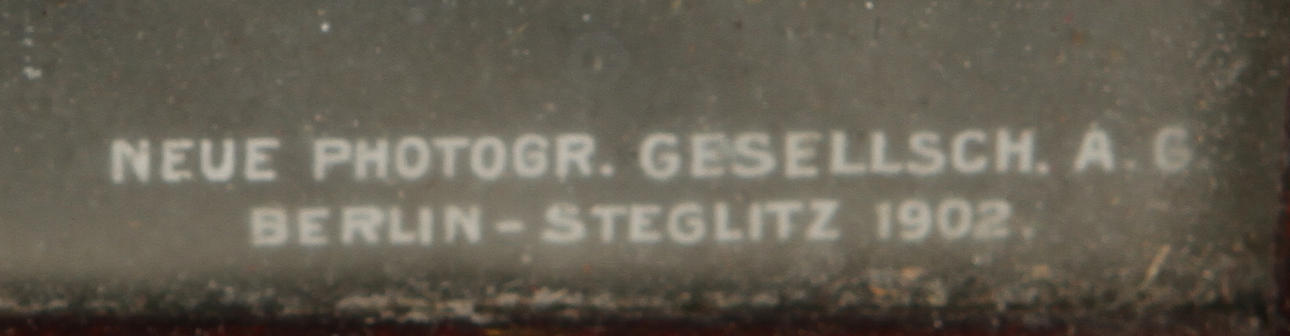 NEUE PHOTOGR. GESELLSCH. A. G.
BERLIN - STEGLITZ 1902.